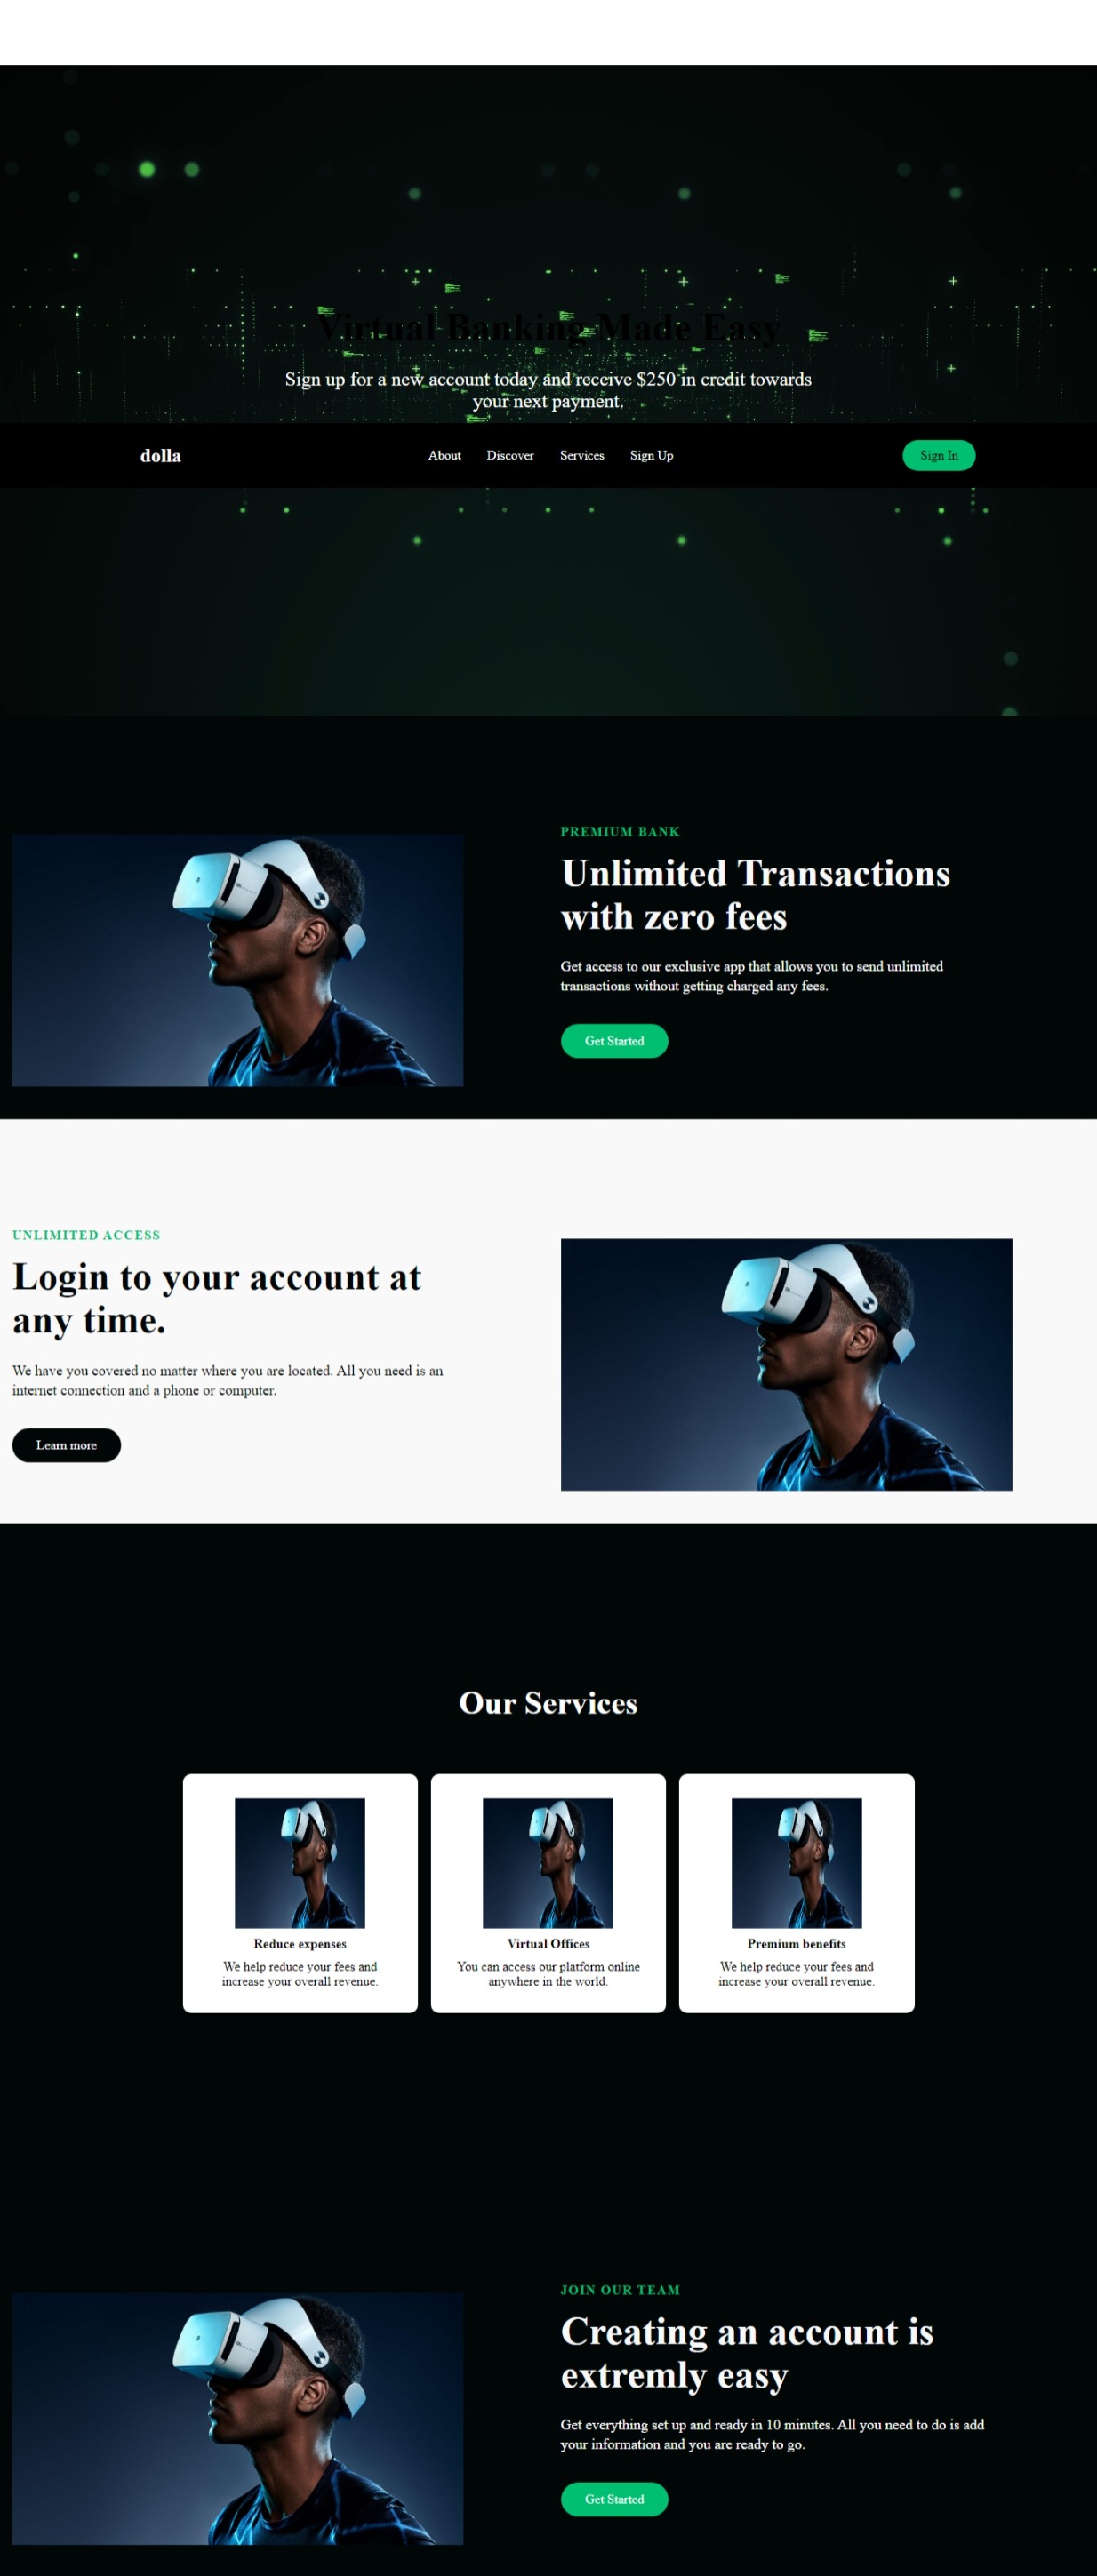 Virtual Banking Made Easy
Sign up for a new account today and receive $250 in credit towards
your next payment.
dolla
About
Discover
Services
Sign Up
Sign In
PREMIUM BANK
Unlimited Transactions
with zero fees
Get access to our exclusive app that allows you to send unlimited
transactions without getting charged any fees.
Get Started
UNLIMITED ACCESS
Login to your account at
any time.
We have you covered no matter where you are located. All you need is an
internet connection and a phone or computer.
Learn more
Our Services
Reduce expenses
We help reduce your fees and
increase your overall revenue.
Virtual Offices
You can access our platform online
anywhere in the world.
Premium benefits
We help reduce your fees and
increase your overall revenue.
JOIN OUR TEAM
Creating an account is
extremly easy
Get everything set up and ready in 10 minutes. All you need to do is add
your information and you are ready to go.
Get Started